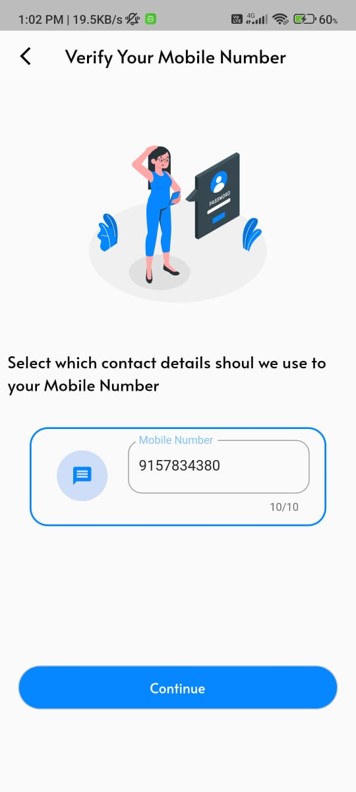 1:02 PM | 19.5KB/s
4G
60%
Verify Your Mobile Number
PASSWORD
Select which contact details shoul we use to
your Mobile Number
Mobile Number
9157834380
10/10
Continue